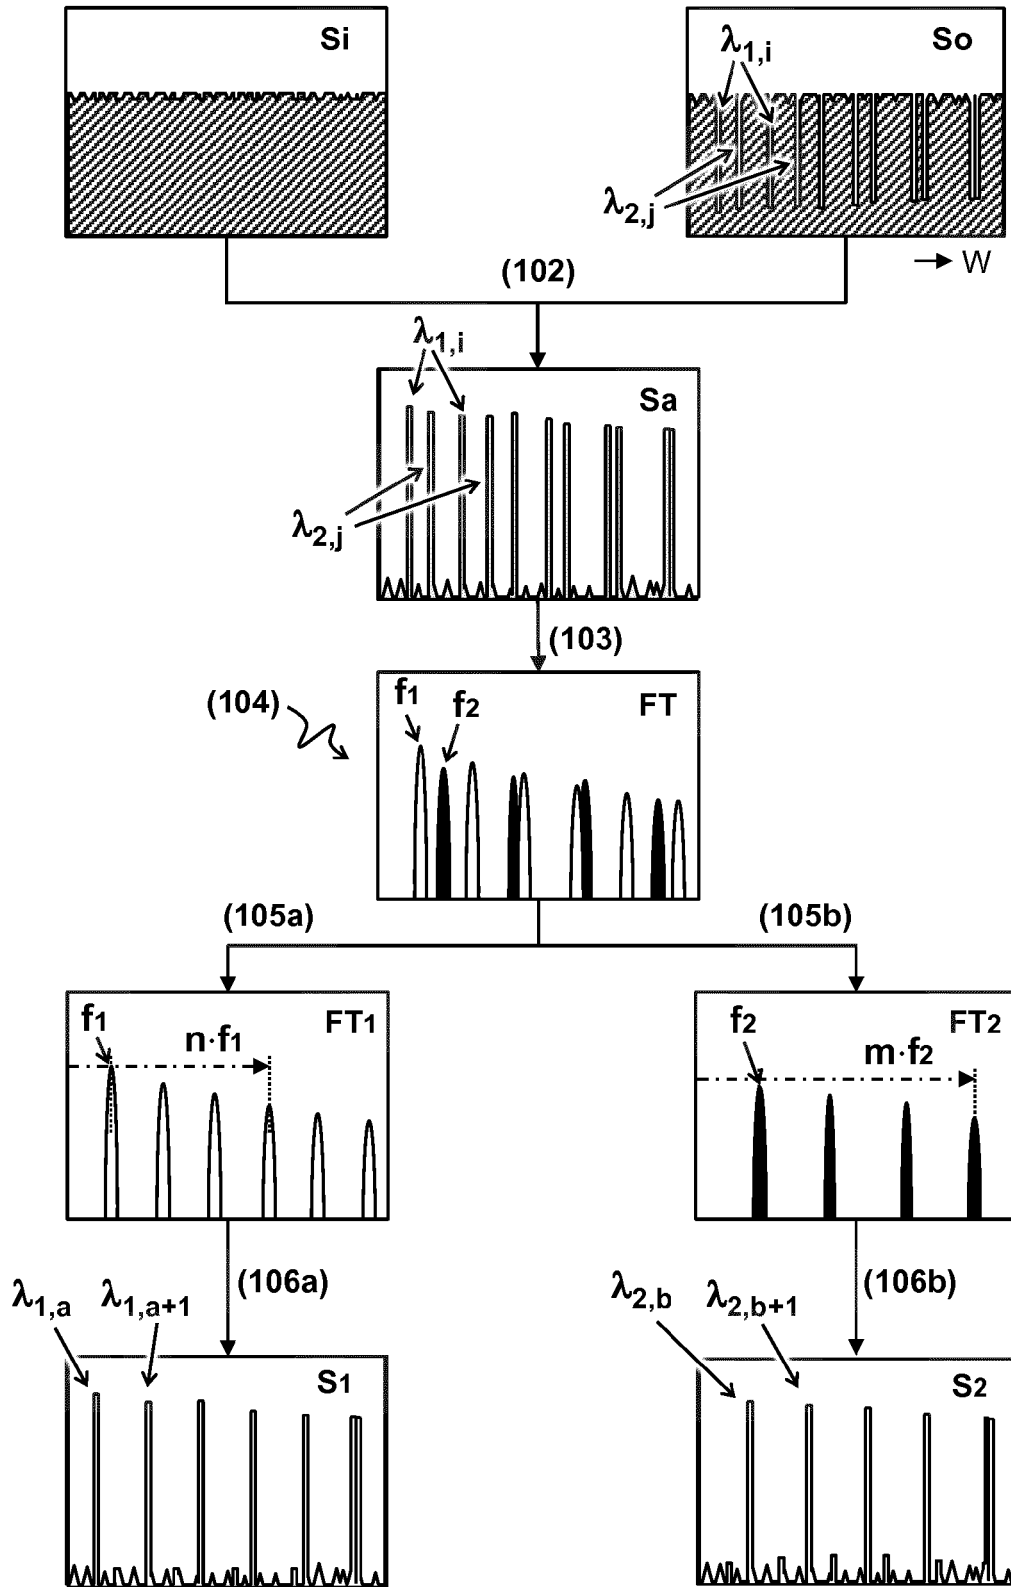 Si
So
λ1,i
λ2,j
W
(102)
λ1,i
Sa
λ2,j
(103)
(104)
f1
f2
FT
(105a)
(105b)
f1
n·f1
FT1
f2
m·f2
FT2
(106a)
(106b)
λ1,a
λ1,a+1
λ2,b
λ2,b+1
S1
S2